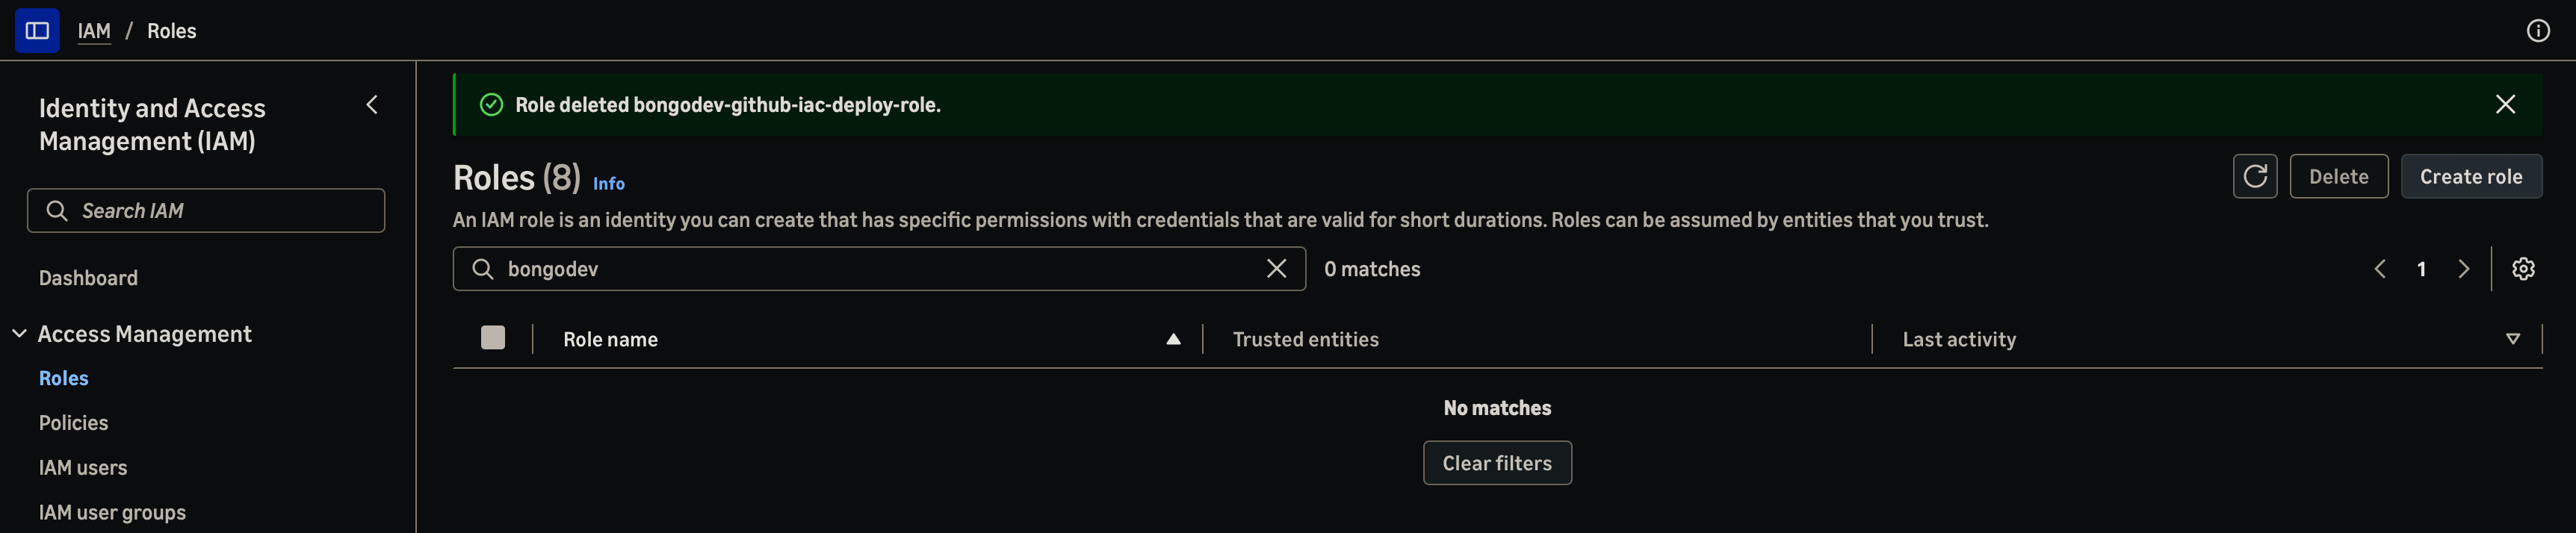 IAM / Roles
Identity and Access
Management (IAM)
Search IAM
Dashboard
Access Management
Roles
Policies
IAM users
IAM user groups
Role deleted bongodev-github-iac-deploy-role.
Roles (8) Info
Delete
Create role
An IAM role is an identity you can create that has specific permissions with credentials that are valid for short durations. Roles can be assumed by entities that you trust.
bongodev
0 matches
1
Role name
Trusted entities
Last activity
No matches
Clear filters